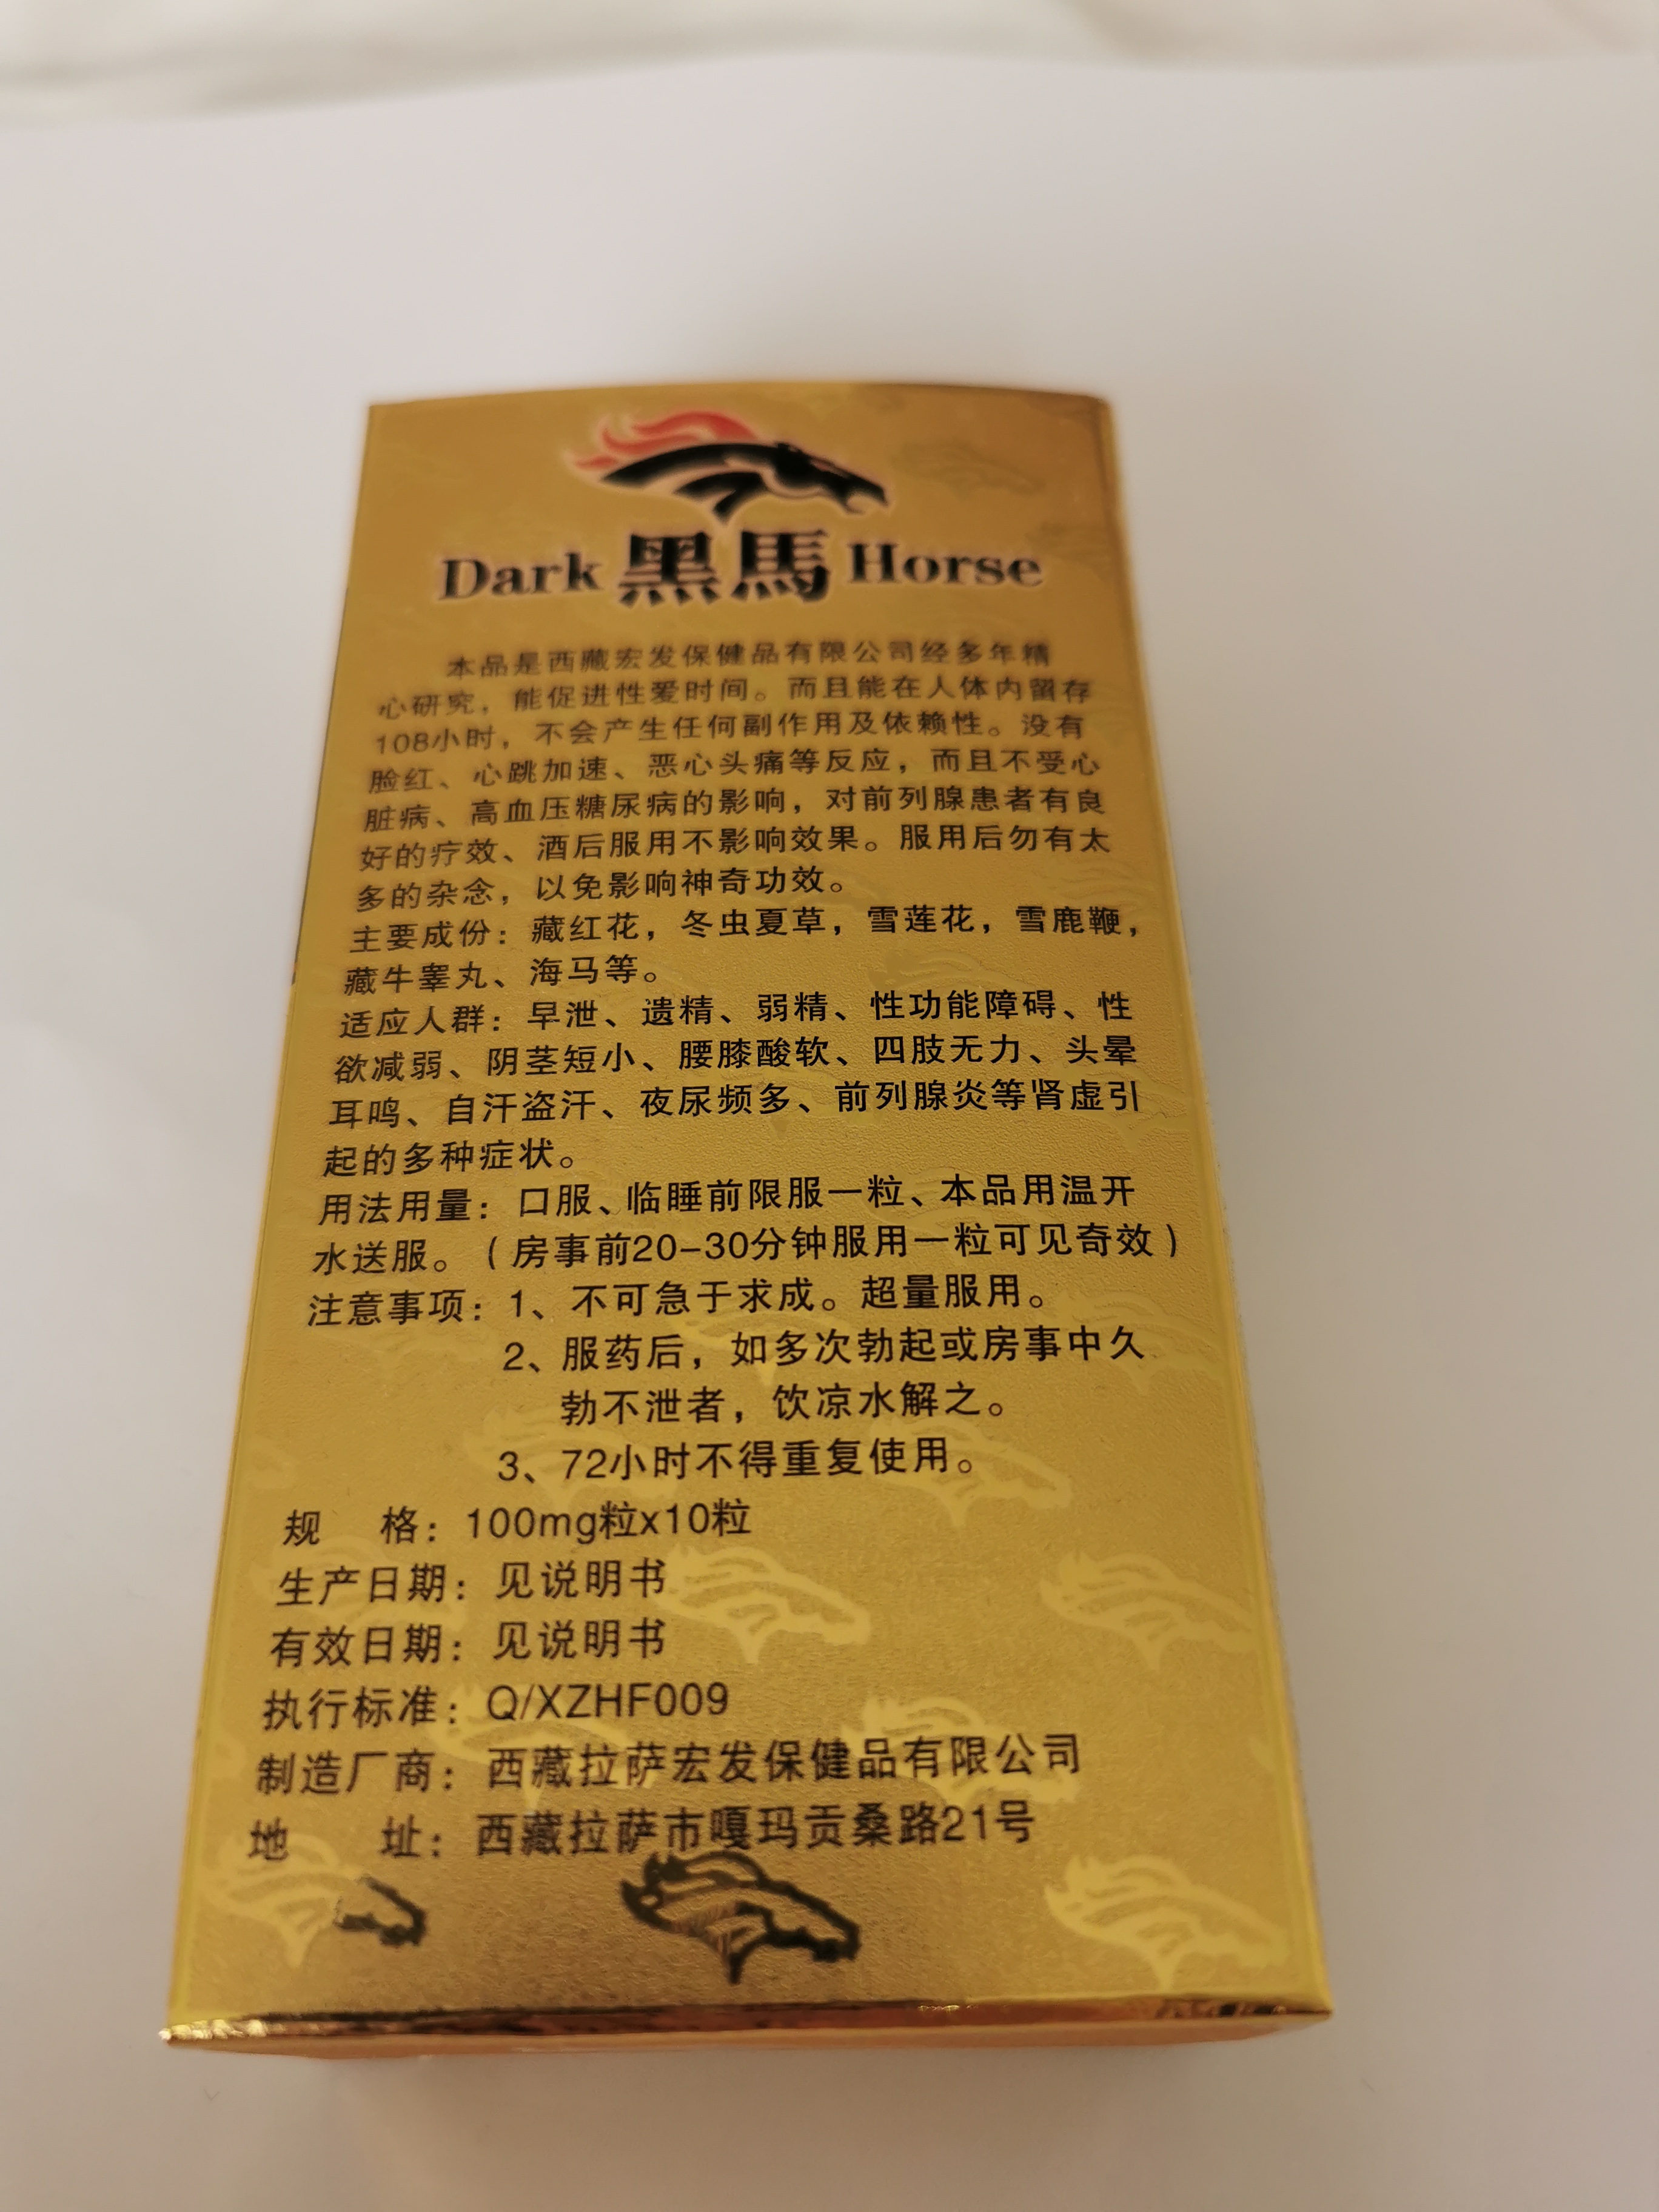 Dark 黑馬 Horse
本品是西藏宏发保健品有限公司经多年精
心研究，能促进性爱时间。而且能在人体内留存
108小时，不会产生任何副作用及依赖性。没有
脸红、心跳加速、恶心头痛等反应，而且不受心
脏病、高血压糖尿病的影响，对前列腺患者有良
好的疗效、酒后服用不影响效果。服用后勿有太
多的杂念，以免影响神奇功效。
主要成份：藏红花，冬虫夏草，雪莲花，雪鹿鞭，
藏牛睾丸、海马等。
适应人群：早泄、遗精、弱精、性功能障碍、性
欲减弱、阴茎短小、腰膝酸软、四肢无力、头晕
耳鸣、自汗盗汗、夜尿频多、前列腺炎等肾虚引
起的多种症状。
用法用量：口服、临睡前限服一粒、本品用温开
水送服。（房事前20-30分钟服用一粒可见奇效）
注意事项：1、不可急于求成。超量服用。
2、服药后，如多次勃起或房事中久
勃不泄者，饮凉水解之。
3、72小时不得重复使用。
规 格：100mg粒x10粒
生产日期：见说明书
有效日期：见说明书
执行标准：Q/XZHF009
制造厂商：西藏拉萨宏发保健品有限公司
地 址：西藏拉萨市嘎玛贡桑路21号